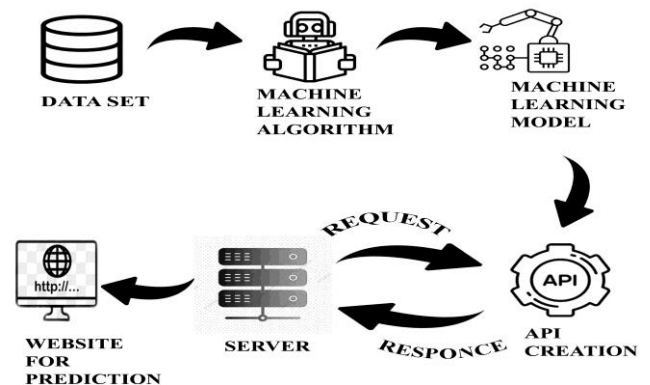 DATA SET
MACHINE
LEARNING
ALGORITHM
MACHINE
LEARNING
MODEL
REQUEST
http://...
API
WEBSITE
FOR
PREDICTION
SERVER
RESPONCE
API
CREATION